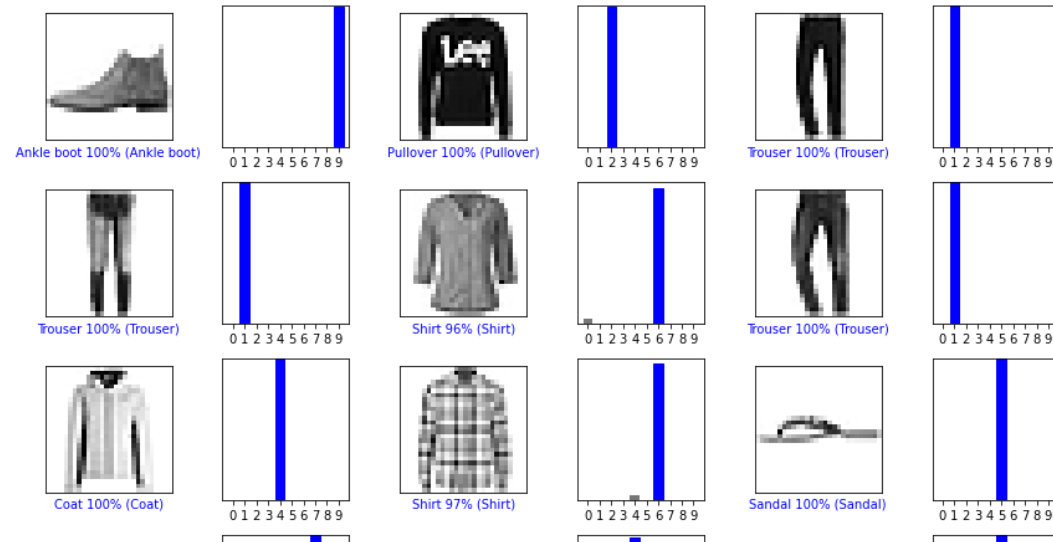 Lee
Ankle boot 100% (Ankle boot)
0 1 2 3 4 5 6 7 8 9
Pullover 100% (Pullover)
0 1 2 3 4 5 6 7 8 9
Trouser 100% (Trouser)
0 1 2 3 4 5 6 7 8 9
Trouser 100% (Trouser)
0 1 2 3 4 5 6 7 8 9
Shirt 96% (Shirt)
0 1 2 3 4 5 6 7 8 9
Trouser 100% (Trouser)
0 1 2 3 4 5 6 7 8 9
Coat 100% (Coat)
0 1 2 3 4 5 6 7 8 9
Shirt 97% (Shirt)
0 1 2 3 4 5 6 7 8 9
Sandal 100% (Sandal)
0 1 2 3 4 5 6 7 8 9